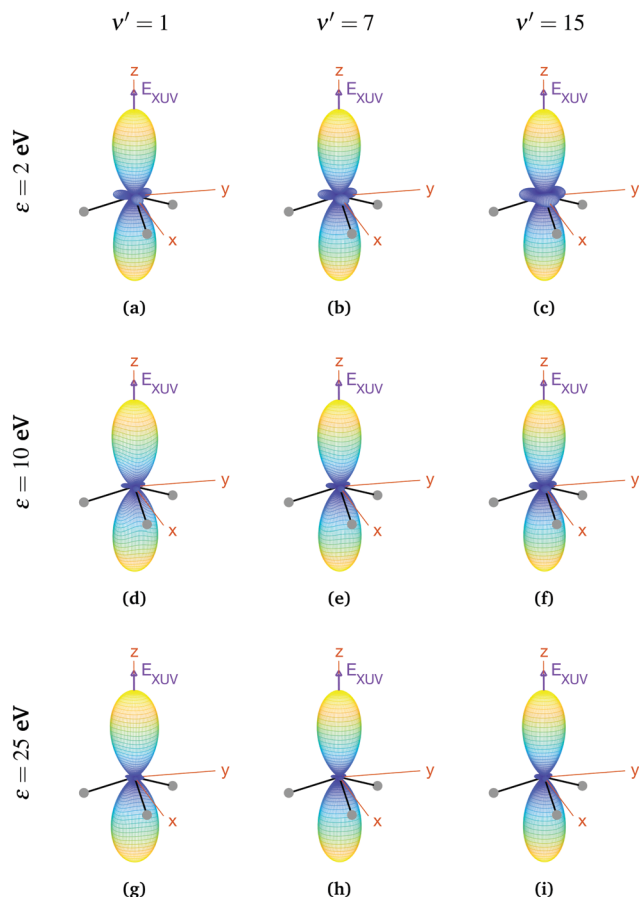 ν′ = 1 ν′ = 7 ν′ = 15
ε = 2 eV
z z z
E_XUV E_XUV E_XUV
y y y
x x x
(a) (b) (c)
ε = 10 eV
z z z
E_XUV E_XUV E_XUV
y y y
x x x
(d) (e) (f)
ε = 25 eV
z z z
E_XUV E_XUV E_XUV
y y y
x x x
(g) (h) (i)